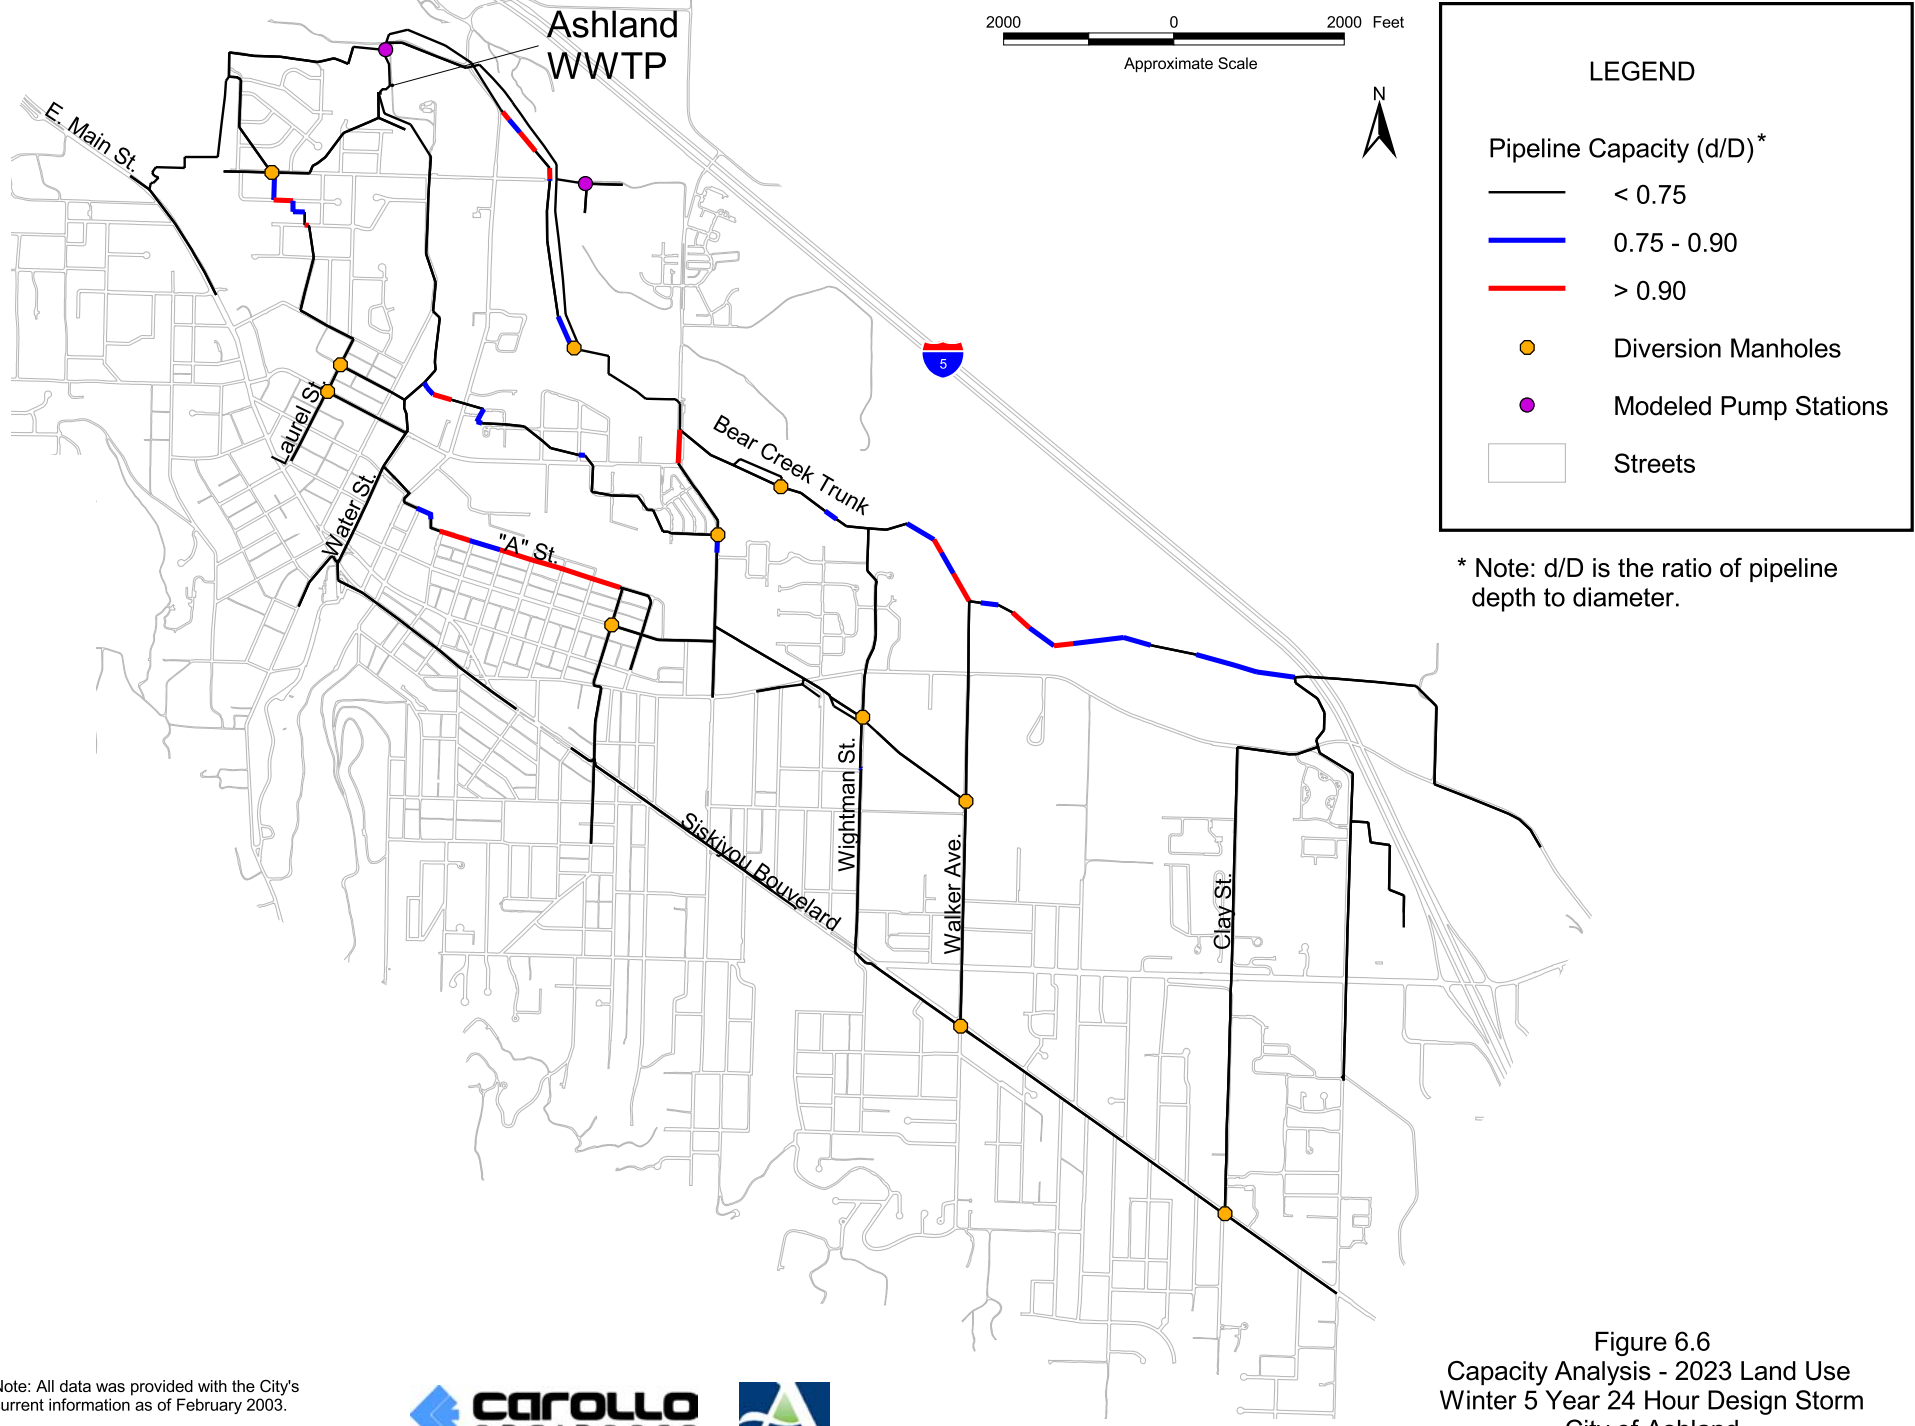 Ashland
WWTP
2000 0 2000 Feet
Approximate Scale
N
E. Main St.
Laurel St.
Water St.
"A" St.
Bear Creek Trunk
5
Wightman St.
Walker Ave.
Clay St.
Siskiyou Bouvelard
LEGEND
Pipeline Capacity (d/D)*
< 0.75
0.75 - 0.90
> 0.90
Diversion Manholes
Modeled Pump Stations
Streets
* Note: d/D is the ratio of pipeline
depth to diameter.
Note: All data was provided with the City's
urrent information as of February 2003.
carollo
Figure 6.6
Capacity Analysis - 2023 Land Use
Winter 5 Year 24 Hour Design Storm
City of Ashland